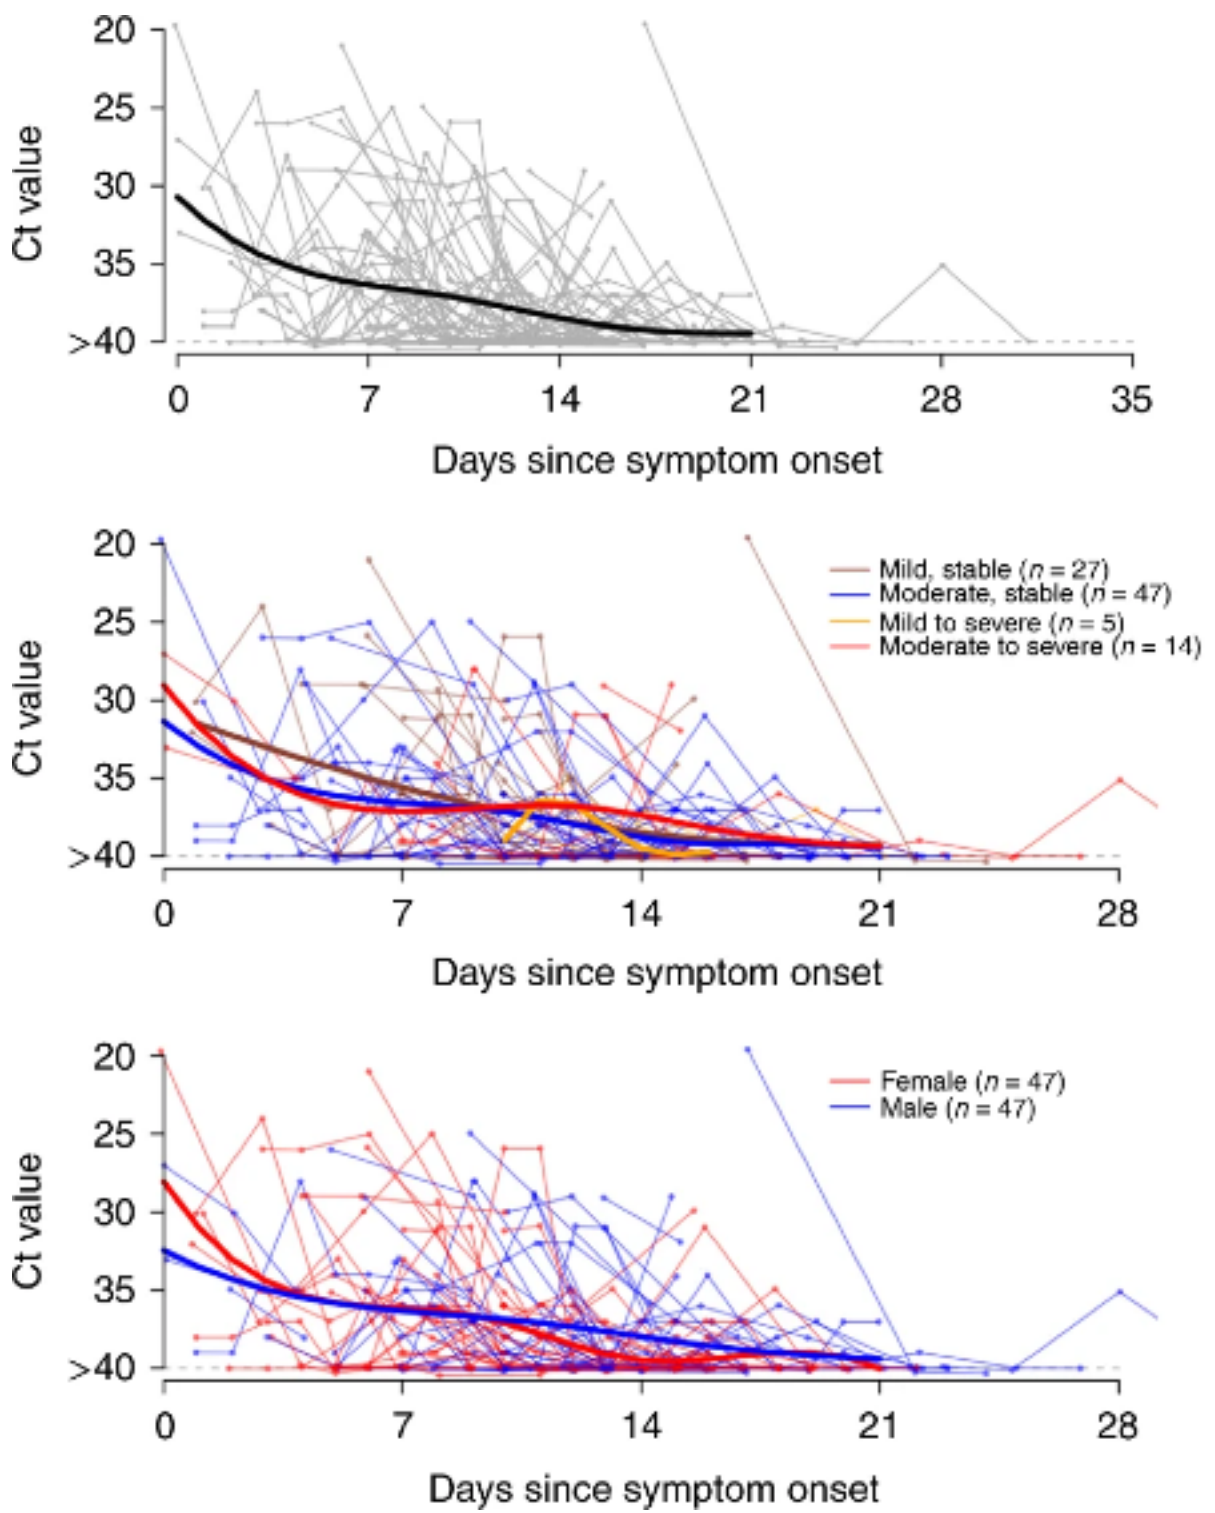 20
25
30
35
>40
Ct value
0 7 14 21 28 35
Days since symptom onset
20
25
30
35
>40
Ct value
Mild, stable (n = 27)
Moderate, stable (n = 47)
Mild to severe (n = 5)
Moderate to severe (n = 14)
0 7 14 21 28
Days since symptom onset
20
25
30
35
>40
Ct value
Female (n = 47)
Male (n = 47)
0 7 14 21 28
Days since symptom onset